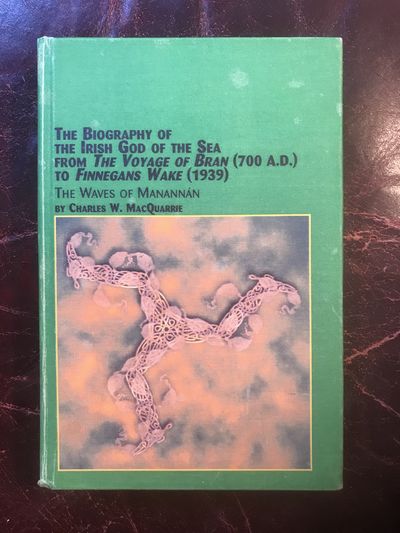 The Biography of
the Irish God of the Sea
from The Voyage of Bran (700 A.D.)
to Finnegans Wake (1939)
The Waves of Manannán
by Charles W. MacQuarrie